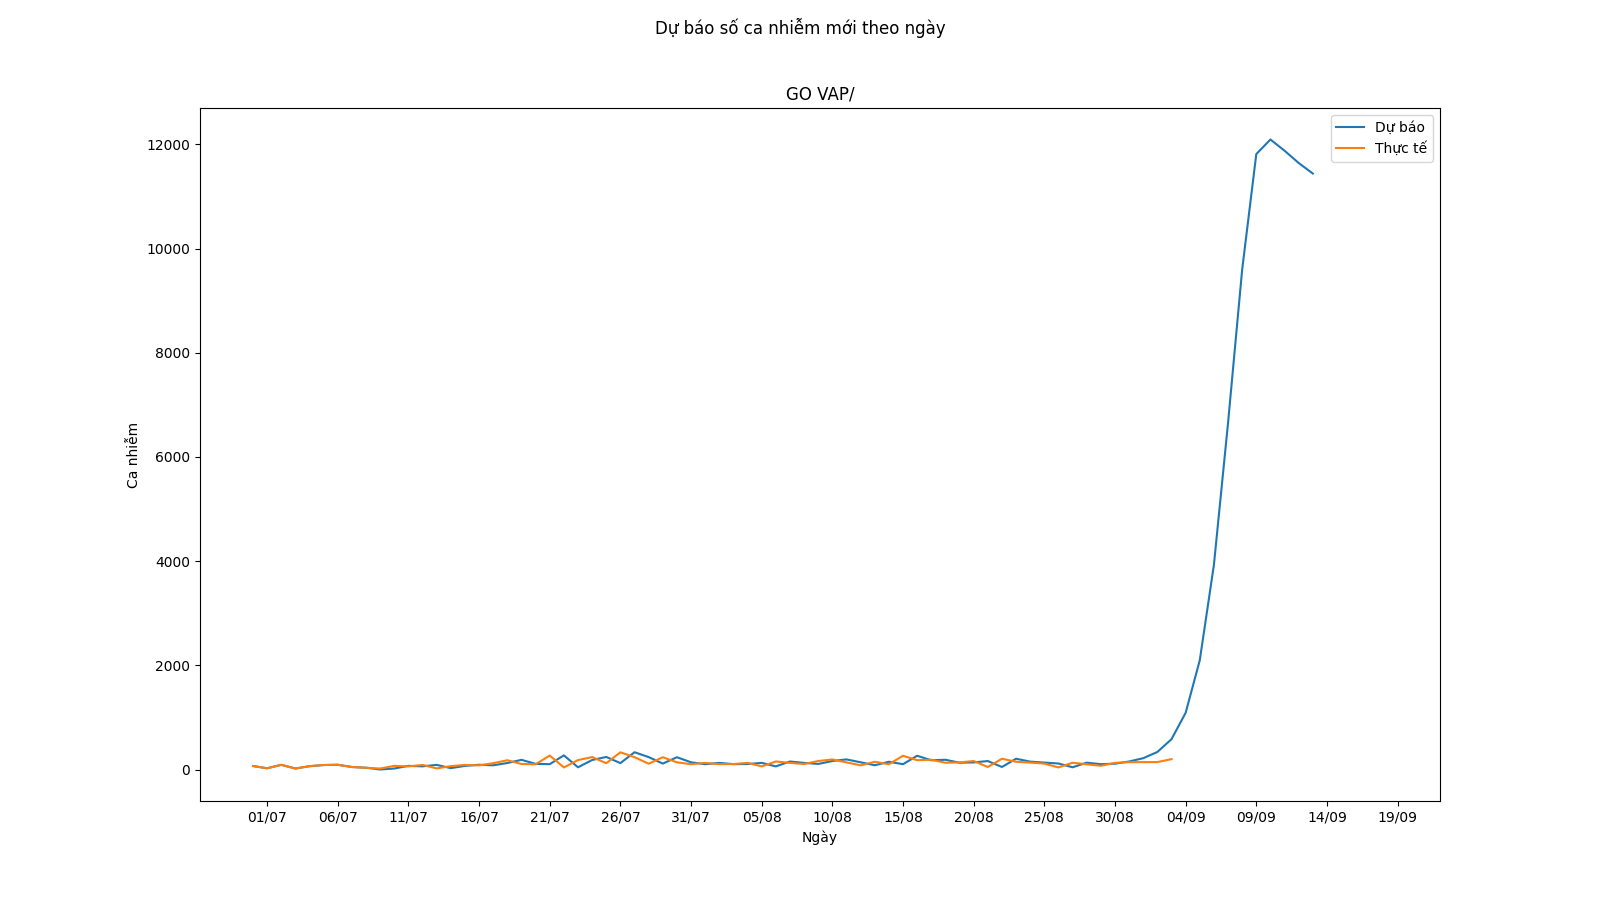 Dự báo số ca nhiễm mới theo ngày
GO VAP/
Dự báo
Thực tế
12000
10000
8000
6000
4000
2000
0
Ca nhiễm
01/07 06/07 11/07 16/07 21/07 26/07 31/07 05/08 10/08 15/08 20/08 25/08 30/08 04/09 09/09 14/09 19/09
Ngày